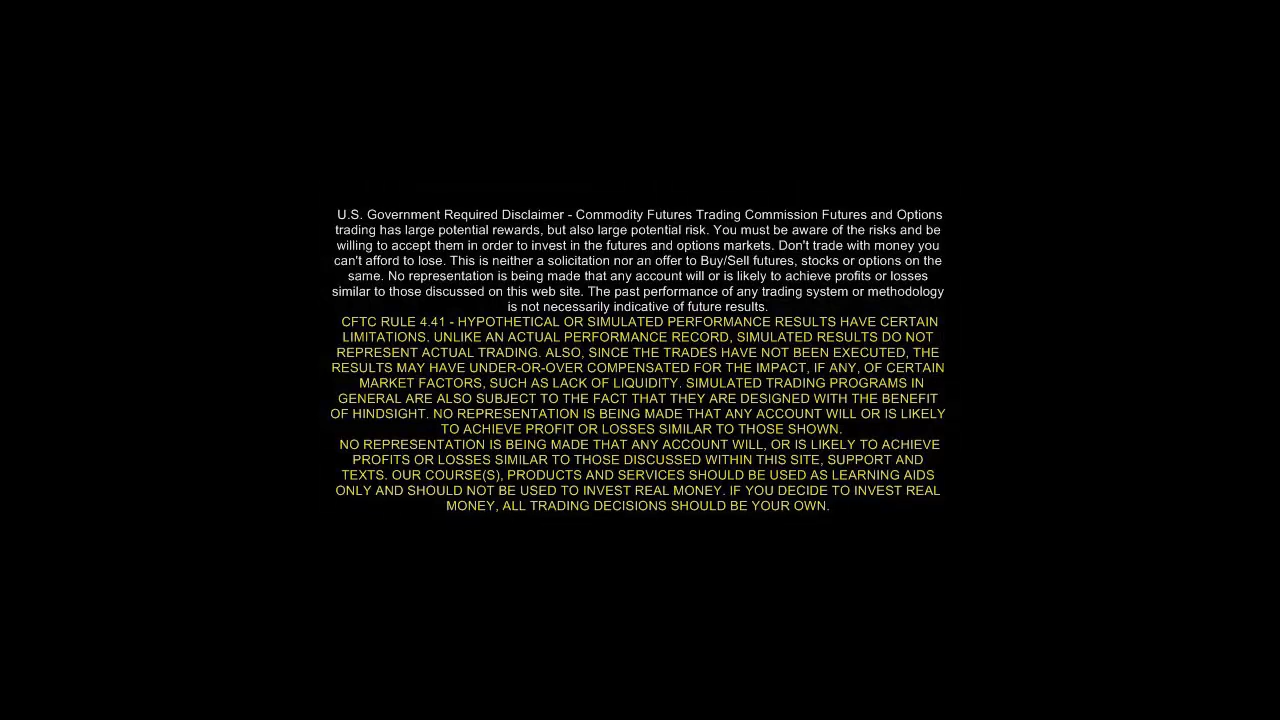 U.S. Government Required Disclaimer - Commodity Futures Trading Commission Futures and Options
trading has large potential rewards, but also large potential risk. You must be aware of the risks and be
willing to accept them in order to invest in the futures and options markets. Don't trade with money you
can't afford to lose. This is neither a solicitation nor an offer to Buy/Sell futures, stocks or options on the
same. No representation is being made that any account will or is likely to achieve profits or losses
similar to those discussed on this web site. The past performance of any trading system or methodology
is not necessarily indicative of future results.
CFTC RULE 4.41 - HYPOTHETICAL OR SIMULATED PERFORMANCE RESULTS HAVE CERTAIN
LIMITATIONS. UNLIKE AN ACTUAL PERFORMANCE RECORD, SIMULATED RESULTS DO NOT
REPRESENT ACTUAL TRADING. ALSO, SINCE THE TRADES HAVE NOT BEEN EXECUTED, THE
RESULTS MAY HAVE UNDER-OR-OVER COMPENSATED FOR THE IMPACT, IF ANY, OF CERTAIN
MARKET FACTORS, SUCH AS LACK OF LIQUIDITY. SIMULATED TRADING PROGRAMS IN
GENERAL ARE ALSO SUBJECT TO THE FACT THAT THEY ARE DESIGNED WITH THE BENEFIT
OF HINDSIGHT. NO REPRESENTATION IS BEING MADE THAT ANY ACCOUNT WILL OR IS LIKELY
TO ACHIEVE PROFIT OR LOSSES SIMILAR TO THOSE SHOWN.
NO REPRESENTATION IS BEING MADE THAT ANY ACCOUNT WILL, OR IS LIKELY TO ACHIEVE
PROFITS OR LOSSES SIMILAR TO THOSE DISCUSSED WITHIN THIS SITE, SUPPORT AND
TEXTS. OUR COURSE(S), PRODUCTS AND SERVICES SHOULD BE USED AS LEARNING AIDS
ONLY AND SHOULD NOT BE USED TO INVEST REAL MONEY. IF YOU DECIDE TO INVEST REAL
MONEY, ALL TRADING DECISIONS SHOULD BE YOUR OWN.